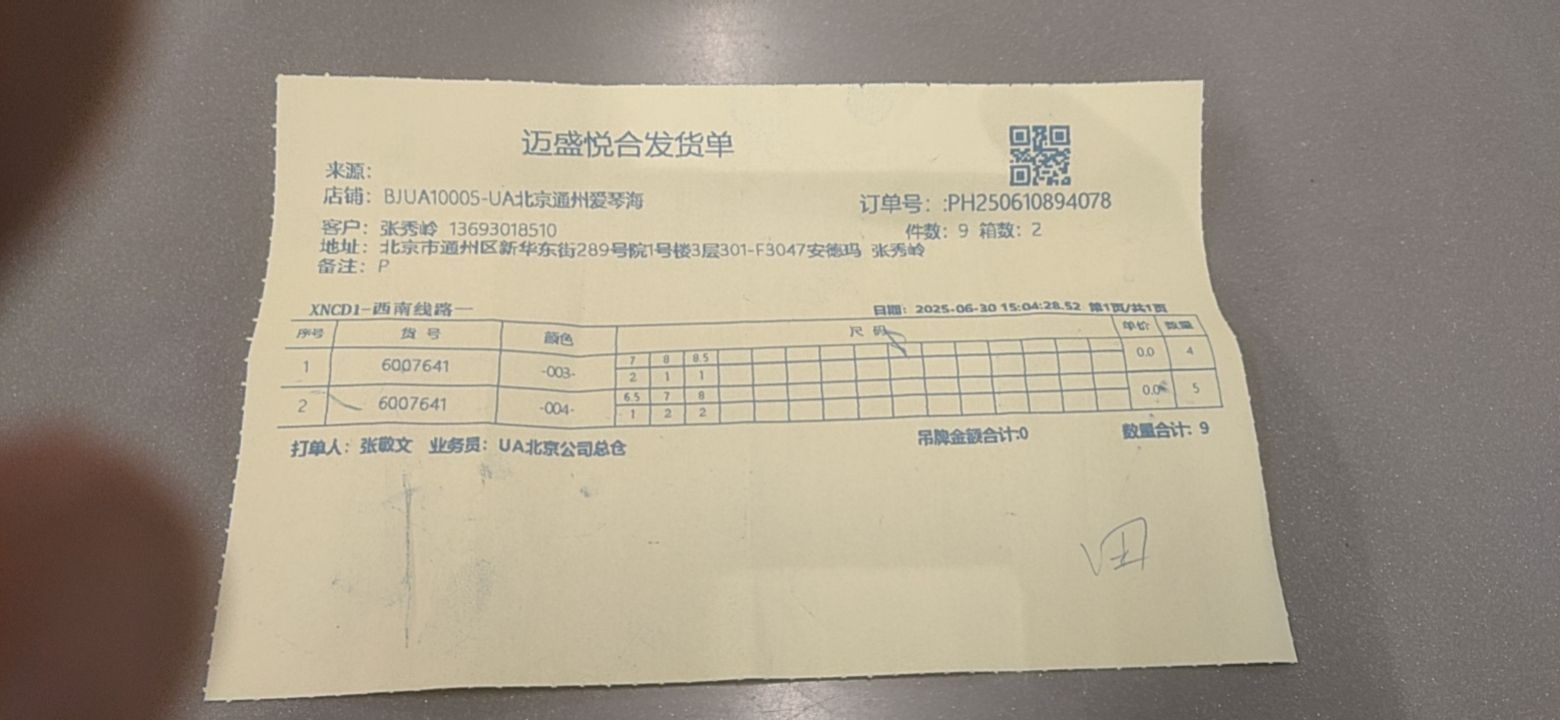 迈盛悦合发货单
来源：
店铺：BJUA10005-UA北京通州爱琴海
订单号：:PH250610894078
客户：张秀岭 13693018510
件数：9 箱数：2
地址：北京市通州区新华东街289号院1号楼3层301-F3047安德玛 张秀岭
备注：P
XNCD1-西南线路一
日期：2025-06-30 15:04:28.52 第1页/共1页
序号 货号 颜色 尺码 单价 数量
1 6007641 -003- 7 8 8.5 0.0 4
2 1 1
2 6007641 -004- 6.5 7 8 0.0 5
1 2 2
打单人：张敬文 业务员：UA北京公司总仓 吊牌金额合计:0 数量合计：9